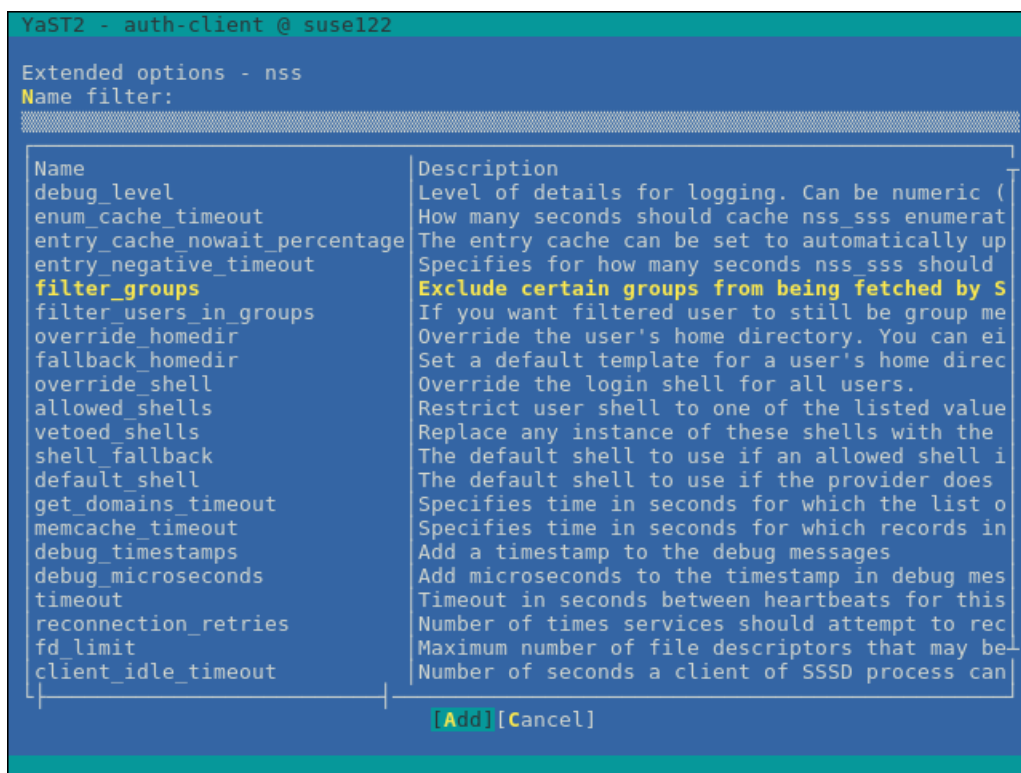 YaST2 - auth-client @ suse122
Extended options - nss
Name filter:
Name Description
debug_level Level of details for logging. Can be numeric (
enum_cache_timeout How many seconds should cache nss_sss enumerat
entry_cache_nowait_percentage The entry cache can be set to automatically up
entry_negative_timeout Specifies for how many seconds nss_sss should
filter_groups Exclude certain groups from being fetched by S
filter_users_in_groups If you want filtered user to still be group me
override_homedir Override the user's home directory. You can ei
fallback_homedir Set a default template for a user's home direc
override_shell Override the login shell for all users.
allowed_shells Restrict user shell to one of the listed value
vetoed_shells Replace any instance of these shells with the
shell_fallback The default shell to use if an allowed shell i
default_shell The default shell to use if the provider does
get_domains_timeout Specifies time in seconds for which the list o
memcache_timeout Specifies time in seconds for which records in
debug_timestamps Add a timestamp to the debug messages
debug_microseconds Add microseconds to the timestamp in debug mes
timeout Timeout in seconds between heartbeats for this
reconnection_retries Number of times services should attempt to rec
fd_limit Maximum number of file descriptors that may be
client_idle_timeout Number of seconds a client of SSSD process can
[Add][Cancel]